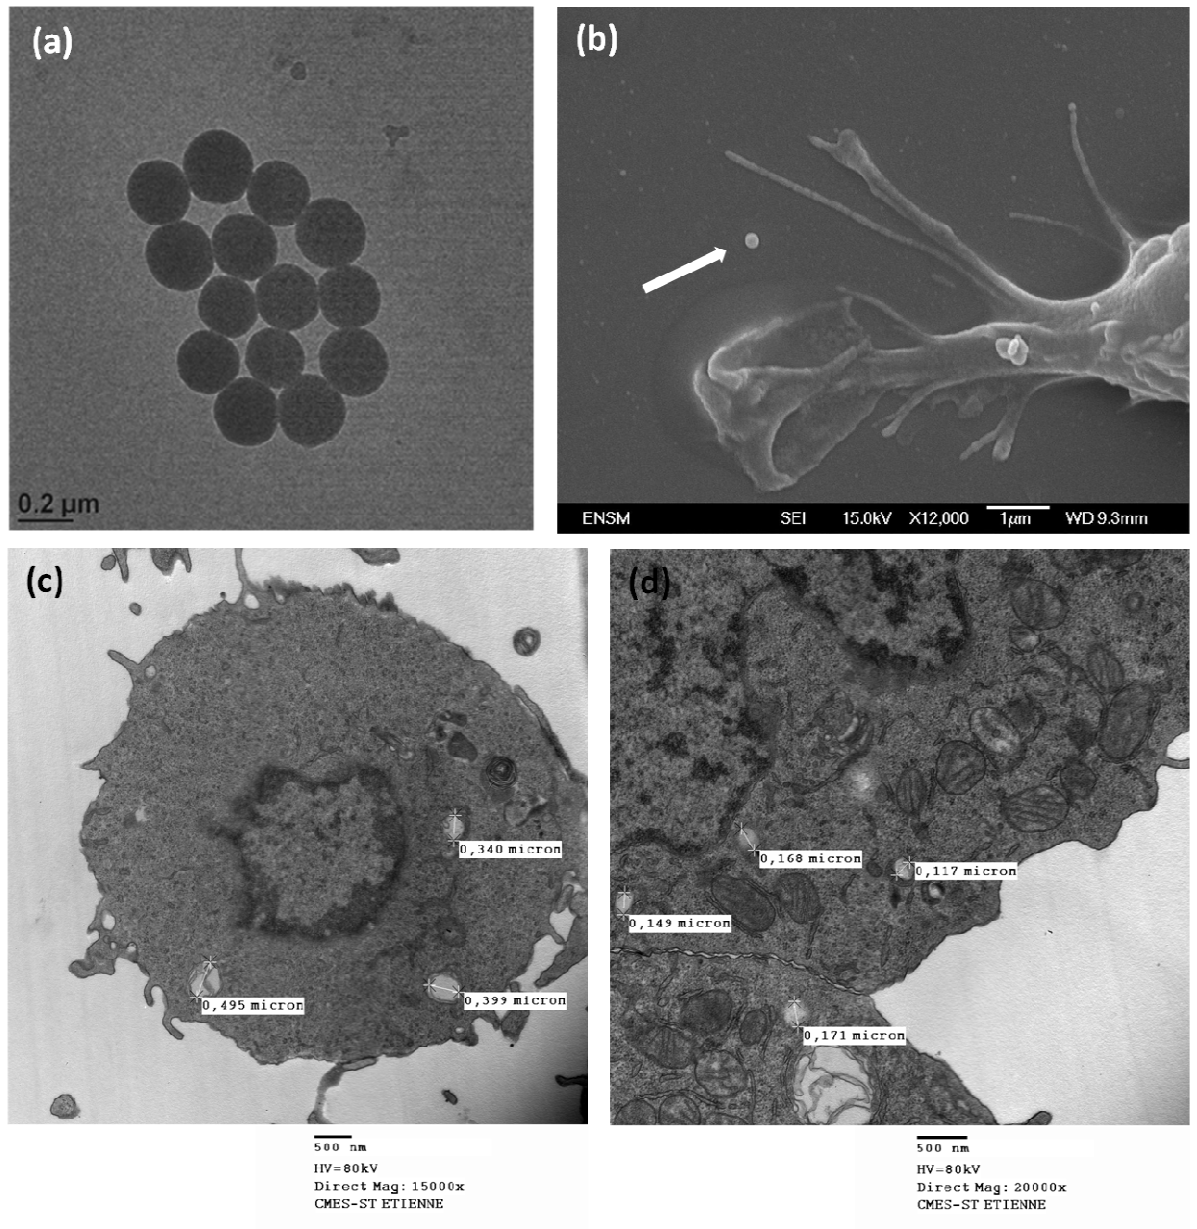 (a)
0.2 µm
(b)
ENSM SEI 15.0kV X12,000 1µm WD 9.3mm
(c)
0,340 micron
0,495 micron
0,399 micron
500 nm
HV=80kV
Direct Mag: 15000x
CMES-ST ETIENNE
(d)
0,168 micron
0,117 micron
0,149 micron
0,171 micron
500 nm
HV=80kV
Direct Mag: 20000x
CMES-ST ETIENNE